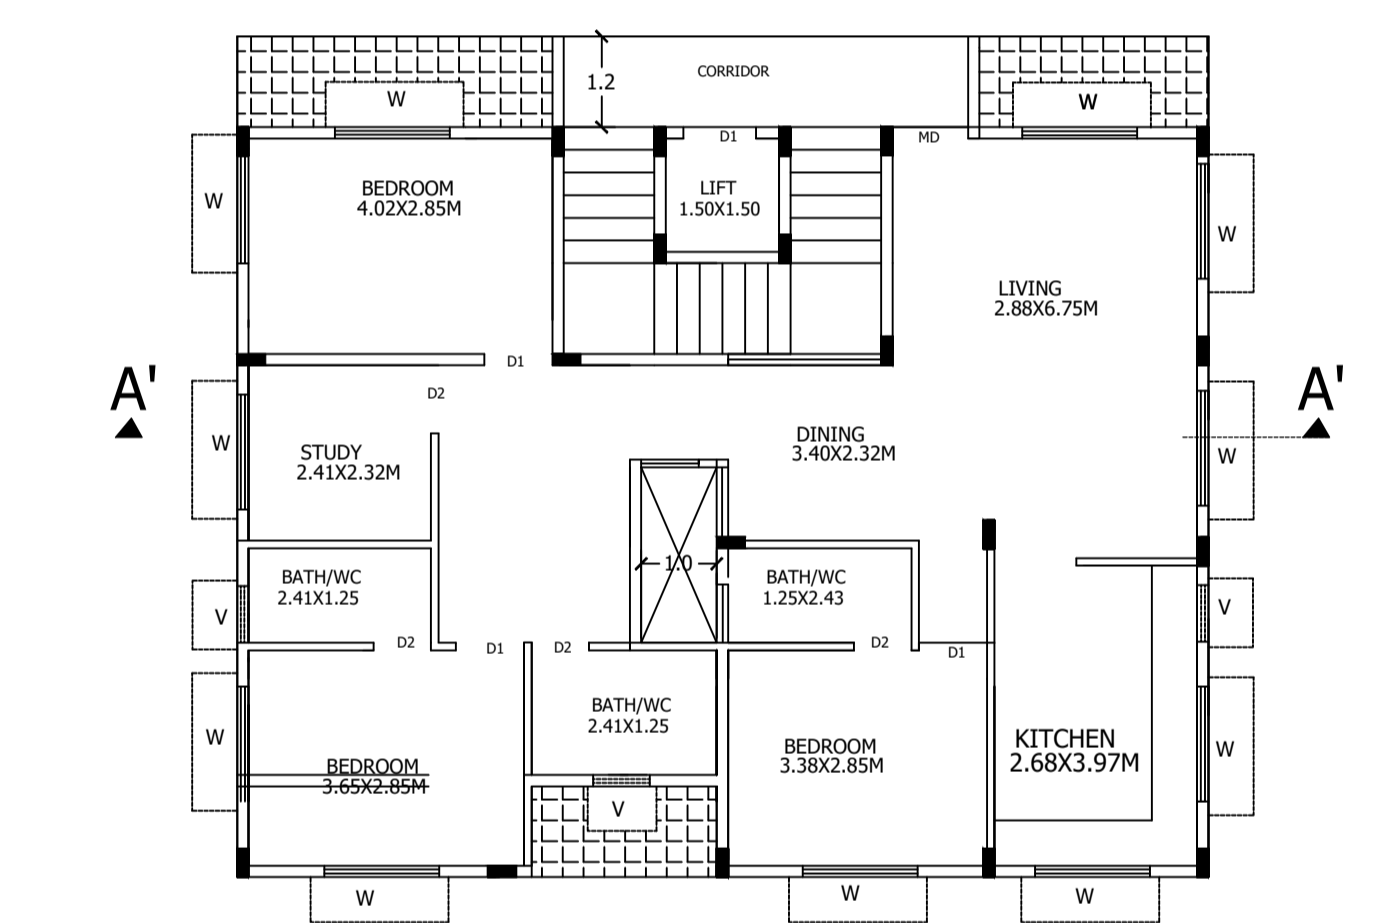 CORRIDOR
1.2
W
W
D1
MD
BEDROOM
4.02X2.85M
LIFT
1.50X1.50
W
W
LIVING
2.88X6.75M
D1
A'
A'
D2
DINING
3.40X2.32M
STUDY
2.41X2.32M
W
W
1.0
BATH/WC
2.41X1.25
BATH/WC
1.25X2.43
V
V
D2
D1
D2
D2
D1
BATH/WC
2.41X1.25
W
BEDROOM
3.65X2.85M
BEDROOM
3.38X2.85M
KITCHEN
2.68X3.97M
W
V
W
W
W